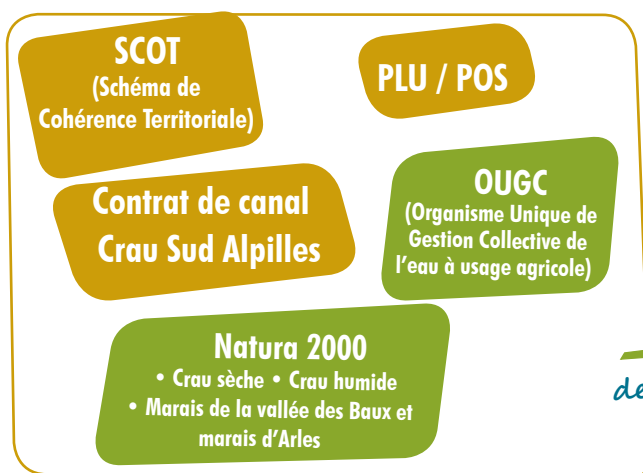 SCOT
(Schéma de
Cohérence Territoriale)
PLU / POS
Contrat de canal
Crau Sud Alpilles
OUGC
(Organisme Unique de
Gestion Collective de
l'eau à usage agricole)
Natura 2000
• Crau sèche • Crau humide
• Marais de la vallée des Baux et
marais d'Arles
de